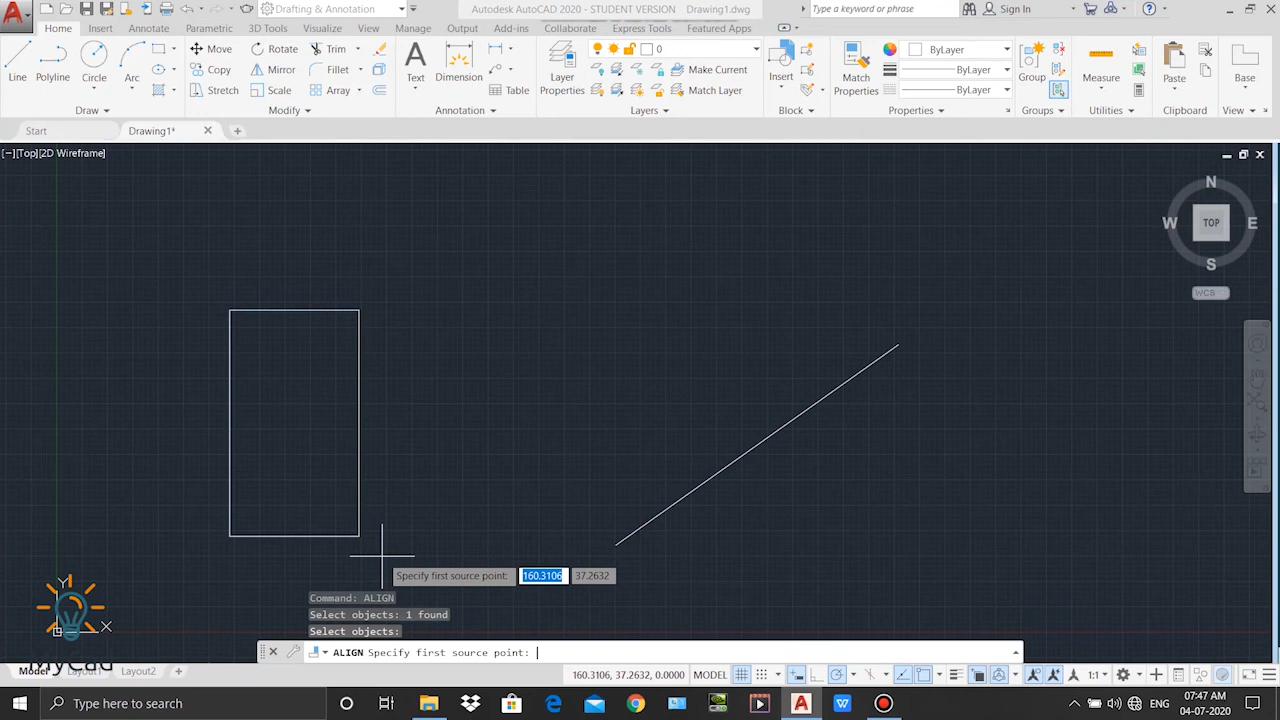 Drafting & Annotation
Autodesk AutoCAD 2020 - STUDENT VERSION Drawing1.dwg
Type a keyword or phrase
Sign In
Home Insert Annotate Parametric 3D Tools Visualize View Manage Output Add-ins Collaborate Express Tools Featured Apps
Move Rotate Trim
Copy Mirror Fillet
Stretch Scale Array
Line Polyline Circle Arc
Text Dimension
Table
Layer
Properties
0
Make Current
Match Layer
Insert
Match
Properties
ByLayer
ByLayer
ByLayer
Group
Measure
Paste
Base
Draw Modify Annotation Layers Block Properties Groups Utilities Clipboard View
Start Drawing1*
[−][Top][2D Wireframe]
N
W TOP E
S
WCS
Specify first source point: 160.3106 37.2632
Y
X
Command: ALIGN
Select objects: 1 found
Select objects:
ALIGN Specify first source point:
MyCad
Model Layout1 Layout2
160.3106, 37.2632, 0.0000 MODEL
1:1
Type here to search
ENG
07:47 AM
04-07-2020